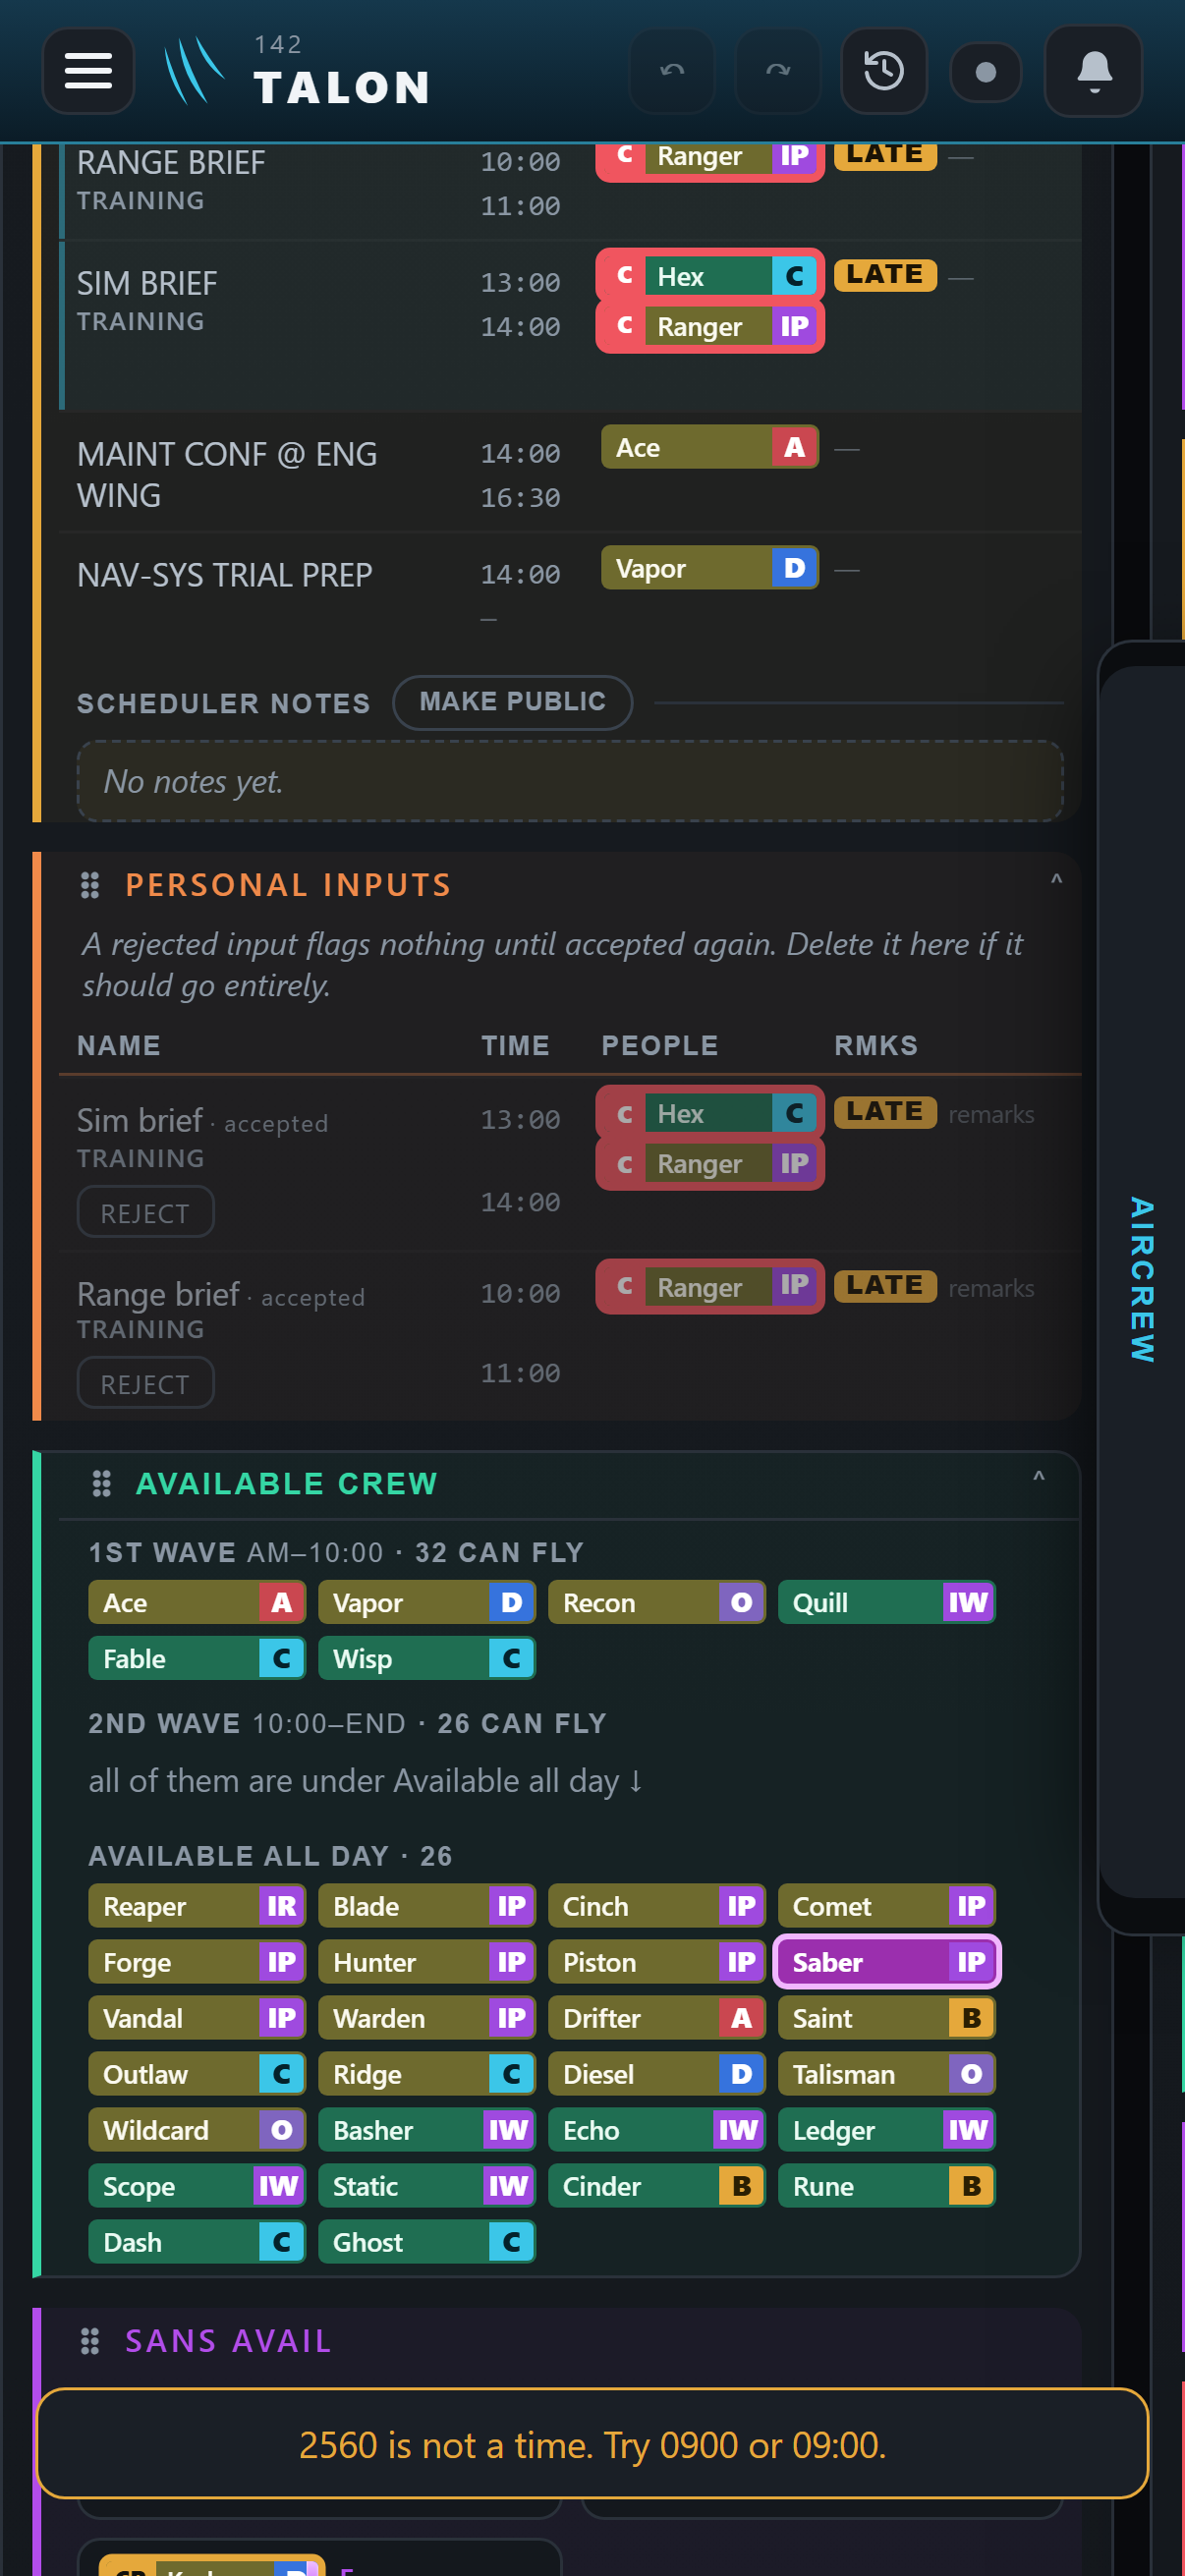 142
TALON
RANGE BRIEF 10:00 C Ranger IP LATE —
TRAINING 11:00
SIM BRIEF 13:00 C Hex C LATE —
TRAINING 14:00 C Ranger IP
MAINT CONF @ ENG 14:00 Ace A —
WING 16:30
NAV-SYS TRIAL PREP 14:00 Vapor D —
—
SCHEDULER NOTES MAKE PUBLIC
No notes yet.
PERSONAL INPUTS ^
A rejected input flags nothing until accepted again. Delete it here if it
should go entirely.
NAME TIME PEOPLE RMKS
Sim brief · accepted 13:00 C Hex C LATE remarks
TRAINING C Ranger IP
REJECT 14:00
Range brief · accepted 10:00 C Ranger IP LATE remarks
TRAINING
REJECT 11:00
AIRCREW
AVAILABLE CREW ^
1ST WAVE AM–10:00 · 32 CAN FLY
Ace A Vapor D Recon O Quill IW
Fable C Wisp C
2ND WAVE 10:00–END · 26 CAN FLY
all of them are under Available all day ↓
AVAILABLE ALL DAY · 26
Reaper IR Blade IP Cinch IP Comet IP
Forge IP Hunter IP Piston IP Saber IP
Vandal IP Warden IP Drifter A Saint B
Outlaw C Ridge C Diesel D Talisman O
Wildcard O Basher IW Echo IW Ledger IW
Scope IW Static IW Cinder B Rune B
Dash C Ghost C
SANS AVAIL
2560 is not a time. Try 0900 or 09:00.